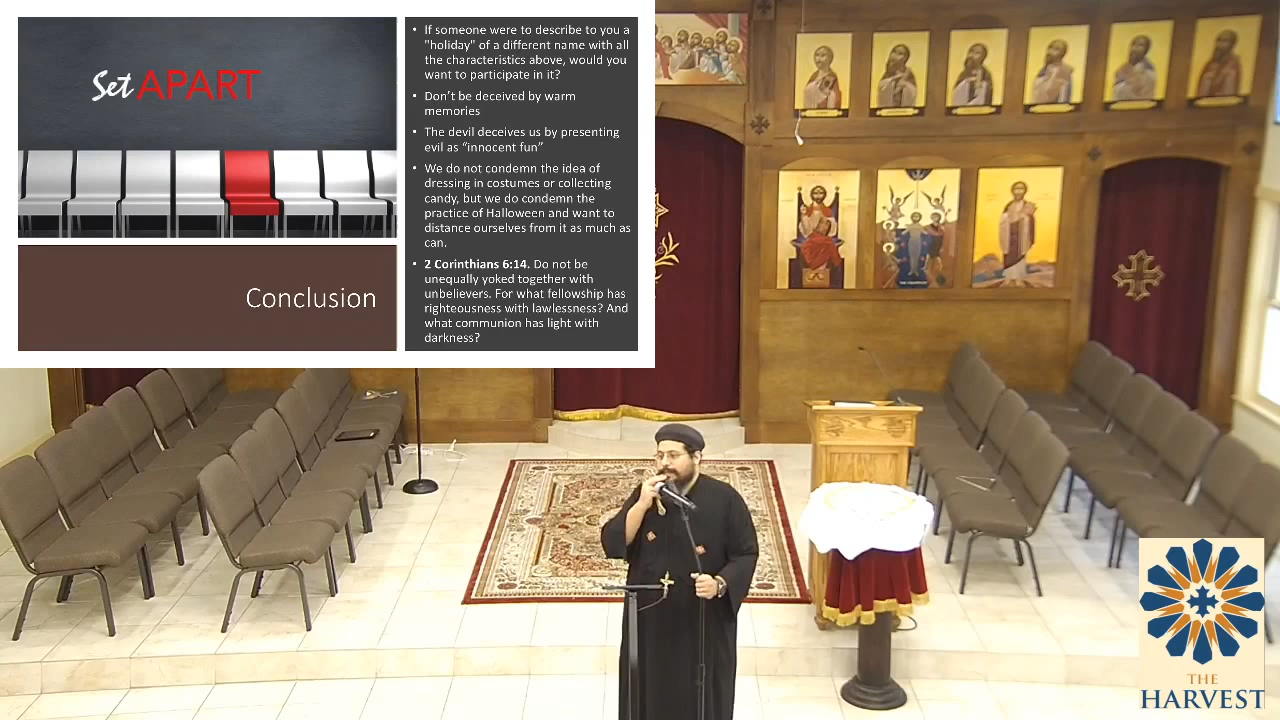 Set APART
Conclusion
• If someone were to describe to you a
"holiday" of a different name with all
the characteristics above, would you
want to participate in it?
• Don't be deceived by warm
memories
• The devil deceives us by presenting
evil as “innocent fun”
• We do not condemn the idea of
dressing in costumes or collecting
candy, but we do condemn the
practice of Halloween and want to
distance ourselves from it as much as
can.
• 2 Corinthians 6:14. Do not be
unequally yoked together with
unbelievers. For what fellowship has
righteousness with lawlessness? And
what communion has light with
darkness?
THE
HARVEST